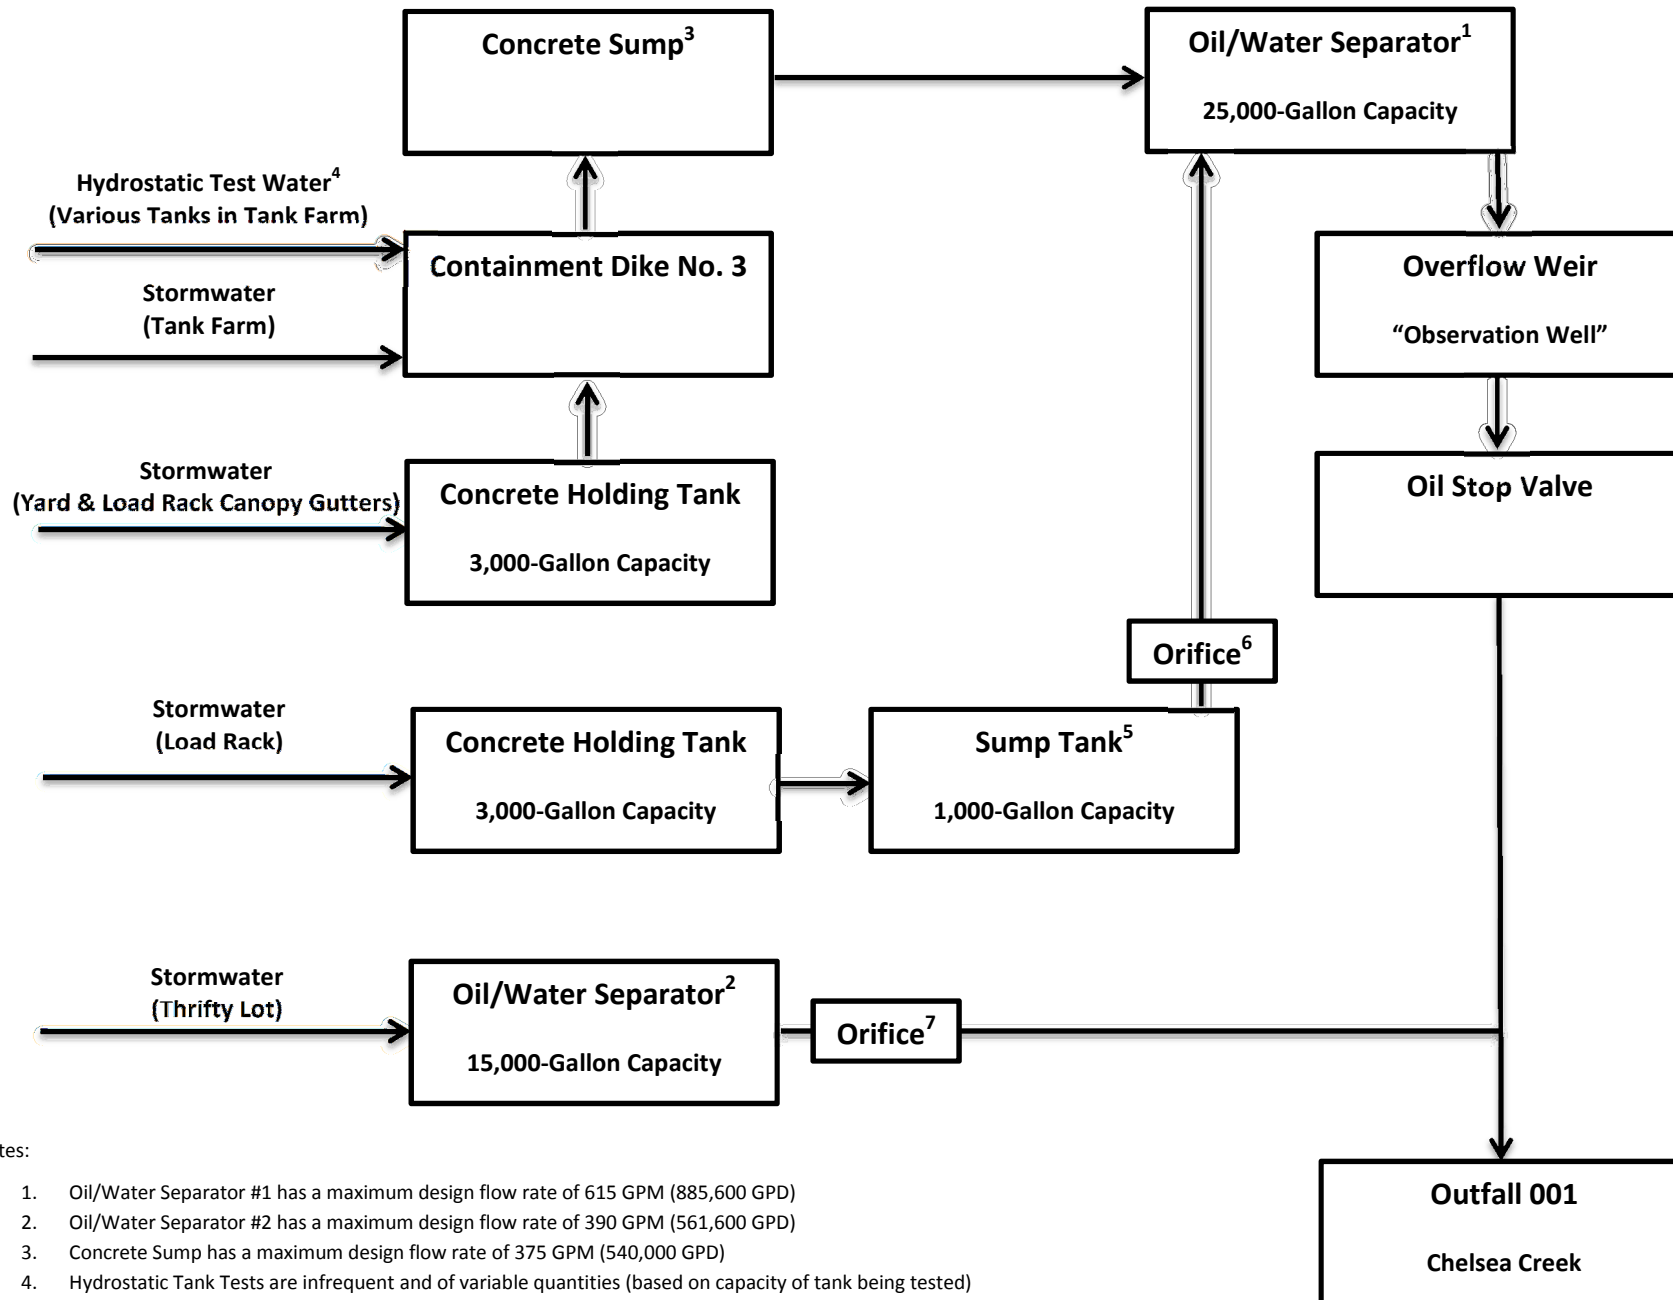 Concrete Sump³
Oil/Water Separator¹
25,000-Gallon Capacity
Hydrostatic Test Water⁴
(Various Tanks in Tank Farm)
Containment Dike No. 3
Stormwater
(Tank Farm)
Overflow Weir
“Observation Well”
Stormwater
(Yard & Load Rack Canopy Gutters)
Concrete Holding Tank
3,000-Gallon Capacity
Oil Stop Valve
Orifice⁶
Stormwater
(Load Rack)
Concrete Holding Tank
3,000-Gallon Capacity
Sump Tank⁵
1,000-Gallon Capacity
Stormwater
(Thrifty Lot)
Oil/Water Separator²
15,000-Gallon Capacity
Orifice⁷
Outfall 001
Chelsea Creek
tes:
1. Oil/Water Separator #1 has a maximum design flow rate of 615 GPM (885,600 GPD)
2. Oil/Water Separator #2 has a maximum design flow rate of 390 GPM (561,600 GPD)
3. Concrete Sump has a maximum design flow rate of 375 GPM (540,000 GPD)
4. Hydrostatic Tank Tests are infrequent and of variable quantities (based on capacity of tank being tested)